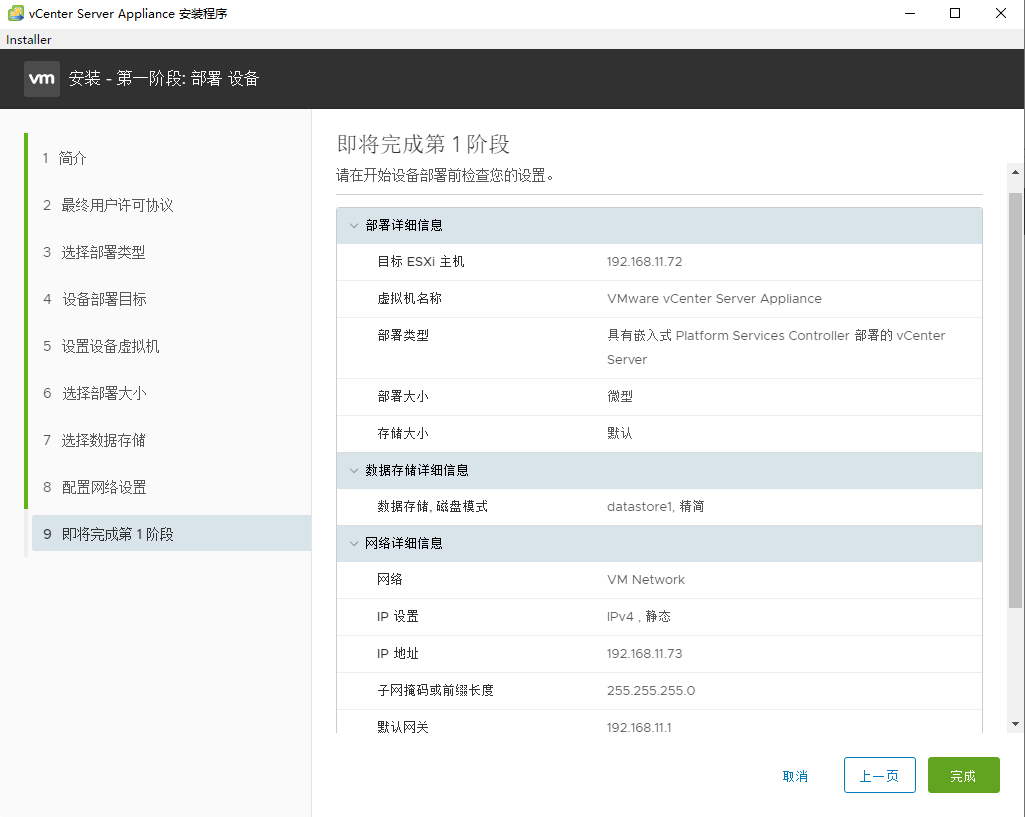 vCenter Server Appliance 安装程序
Installer
vm 安装 - 第一阶段: 部署 设备
1 简介
2 最终用户许可协议
3 选择部署类型
4 设备部署目标
5 设置设备虚拟机
6 选择部署大小
7 选择数据存储
8 配置网络设置
9 即将完成第 1 阶段
即将完成第 1 阶段
请在开始设备部署前检查您的设置。
部署详细信息
目标 ESXi 主机 192.168.11.72
虚拟机名称 VMware vCenter Server Appliance
部署类型 具有嵌入式 Platform Services Controller 部署的 vCenter
Server
部署大小 微型
存储大小 默认
数据存储详细信息
数据存储, 磁盘模式 datastore1, 精简
网络详细信息
网络 VM Network
IP 设置 IPv4 , 静态
IP 地址 192.168.11.73
子网掩码或前缀长度 255.255.255.0
默认网关 192.168.11.1
取消 上一页 完成